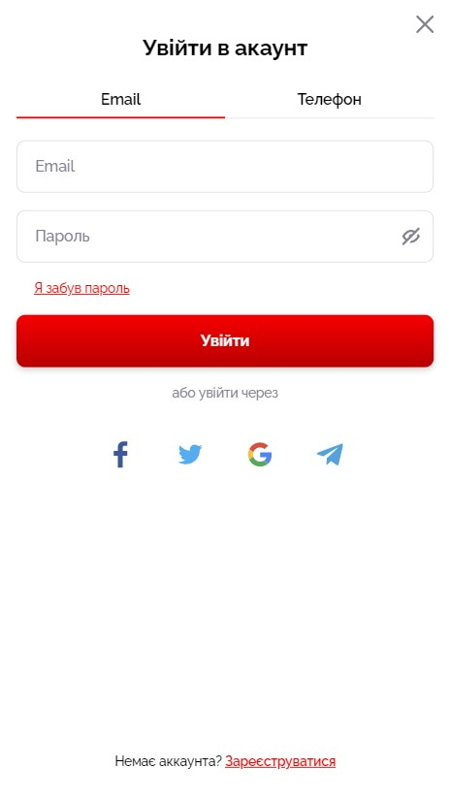 Увійти в акаунт
Email Телефон
Email
Пароль
Я забув пароль
Увійти
або увійти через
Немає аккаунта? Зареєструватися